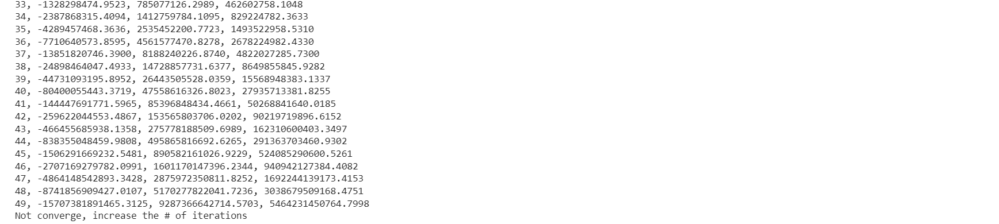 33, -1328298474.9523, 785077126.2989, 462602758.1048
34, -2387868315.4094, 1412759784.1095, 829224782.3633
35, -4289457468.3636, 2535452200.7723, 1493522958.5310
36, -7710640573.8595, 4561577470.8278, 2678224982.4330
37, -13851820746.3900, 8188240226.8740, 4822027285.7300
38, -24898464047.4933, 14728857731.6377, 8649855845.9282
39, -44731093195.8952, 26443505528.0359, 15568948383.1337
40, -80400055443.3719, 47558616326.8023, 27935713381.8255
41, -144447691771.5965, 85396848434.4661, 50268841640.0185
42, -259622044553.4867, 153565803706.0202, 90219719896.6152
43, -466455685938.1358, 275778188509.6989, 162310600403.3497
44, -838355048459.9808, 495865816692.6265, 291363703460.9302
45, -1506291669232.5481, 890582161026.9229, 524085290600.5261
46, -2707169279782.0991, 1601170147396.2344, 940942127384.4082
47, -4864148542893.3428, 2875972350811.8252, 1692244139173.4153
48, -8741856909427.0107, 5170277822041.7236, 3038679509168.4751
49, -15707381891465.3125, 9287366642714.5703, 5464231450764.7998
Not converge, increase the # of iterations